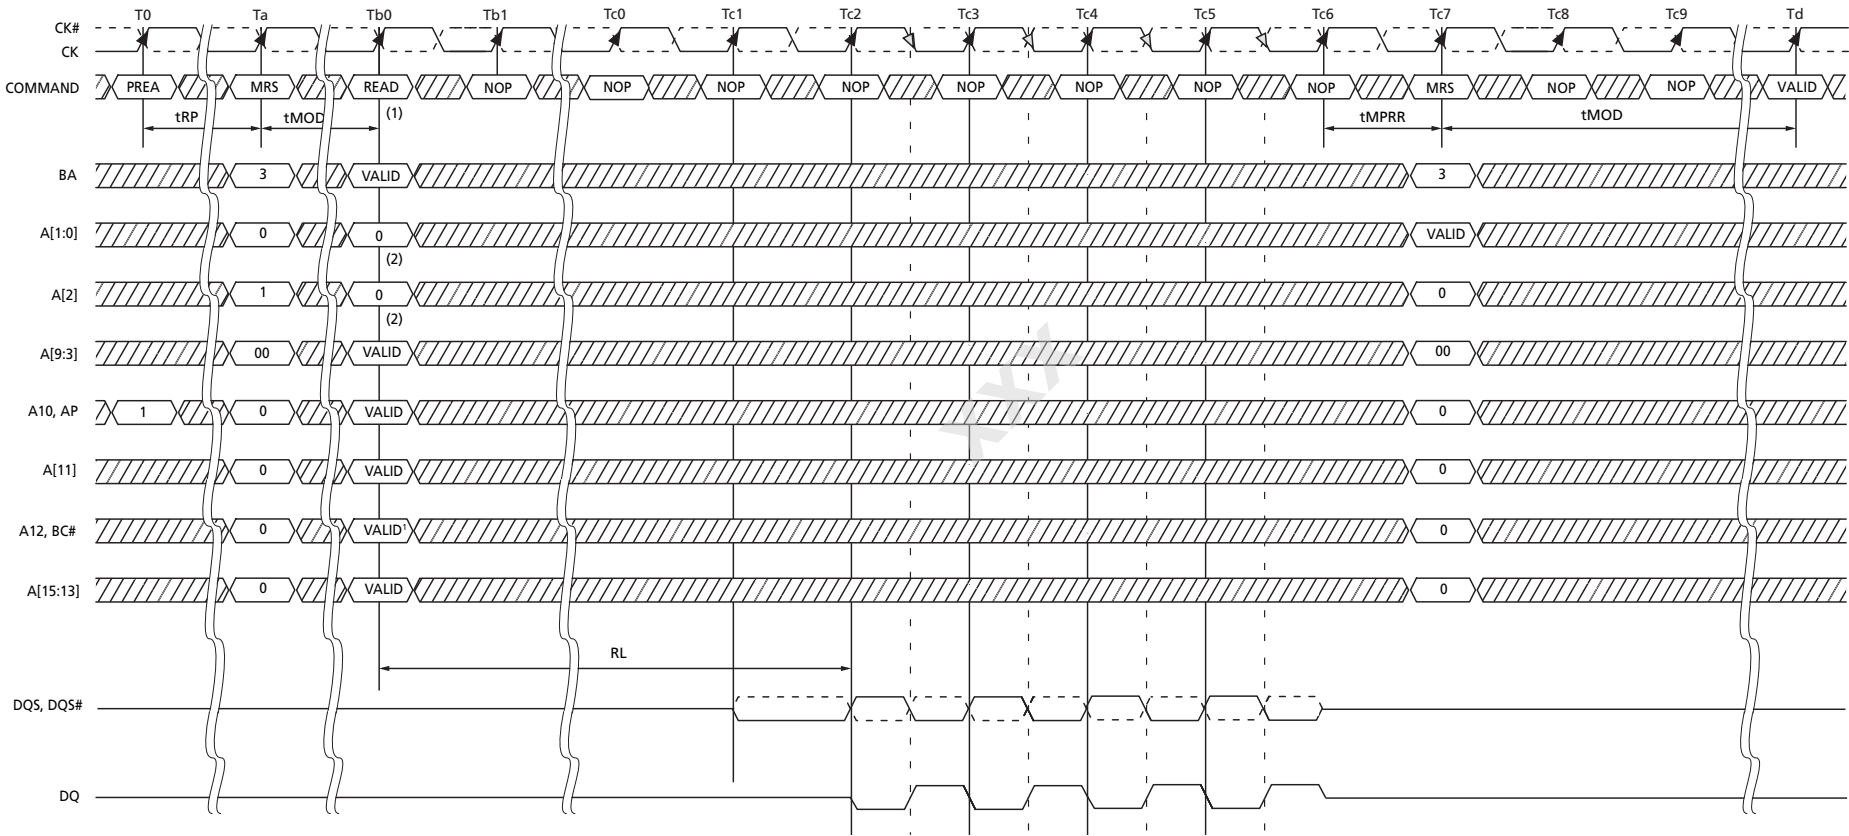 T0 Ta Tb0 Tb1 Tc0 Tc1 Tc2 Tc3 Tc4 Tc5 Tc6 Tc7 Tc8 Tc9 Td
CK#
CK
COMMAND PREA MRS READ NOP NOP NOP NOP NOP NOP NOP NOP MRS NOP NOP VALID
tRP tMOD (1) tMPRR tMOD
BA 3 VALID 3
A[1:0] 0 0 VALID
(2)
A[2] 1 0 0
(2)
A[9:3] 00 VALID 00
A10, AP 1 0 VALID 0
A[11] 0 VALID 0
A12, BC# 0 VALID¹ 0
A[15:13] 0 VALID 0
RL
DQS, DQS#
DQ
XXX